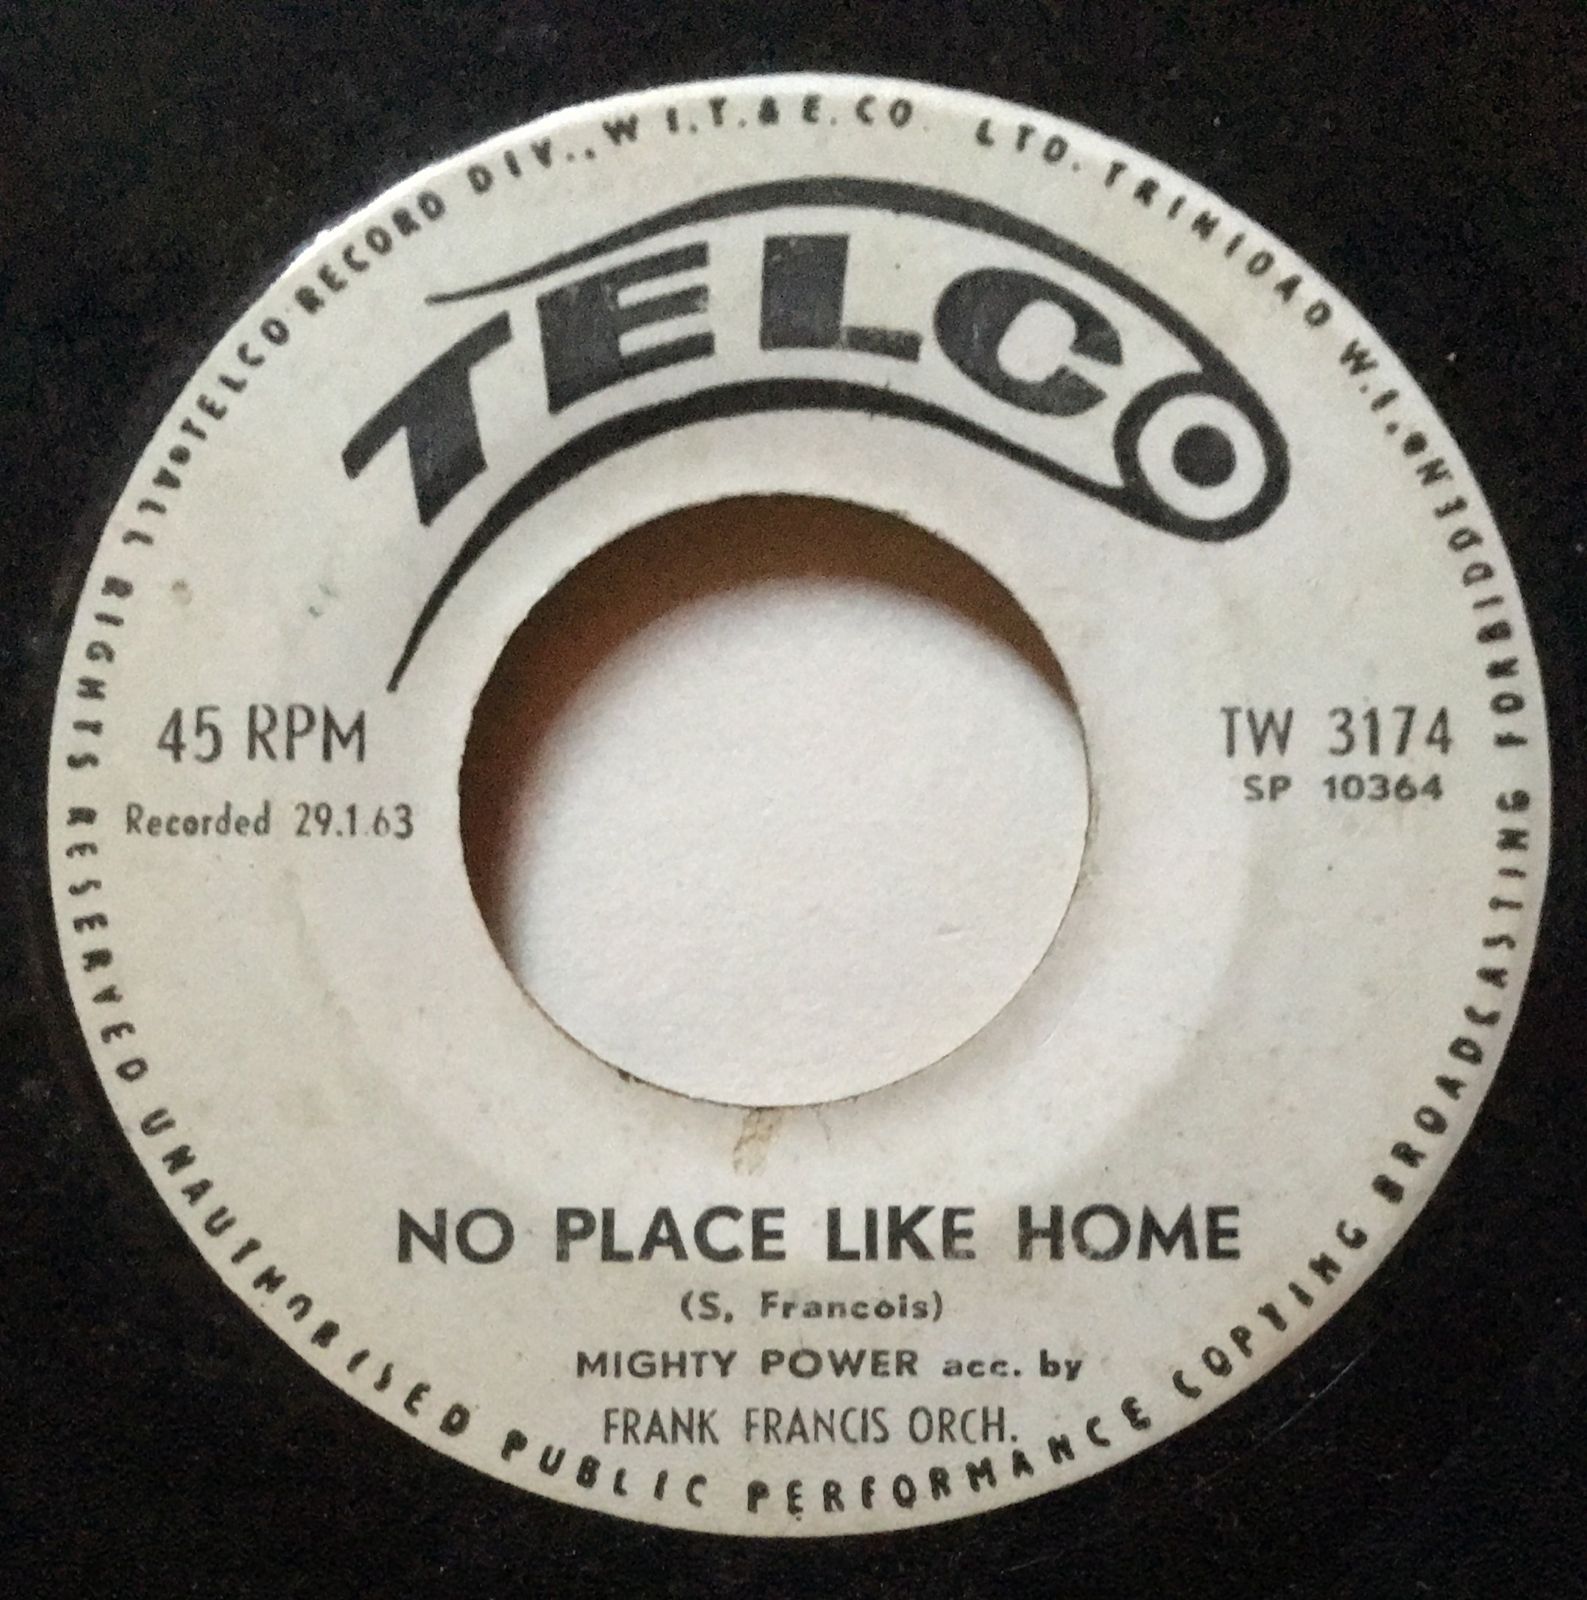 TELCO RECORD DIV., W I.T. & E. CO. LTD. TRINIDAD W.I.
TELCO
45 RPM
Recorded 29.1.63
TW 3174
SP 10364
NO PLACE LIKE HOME
(S. Francois)
MIGHTY POWER acc. by
FRANK FRANCIS ORCH.
ALL RIGHTS RESERVED UNAUTHORISED PUBLIC PERFORMANCE COPYING BROADCASTING FORBIDDEN